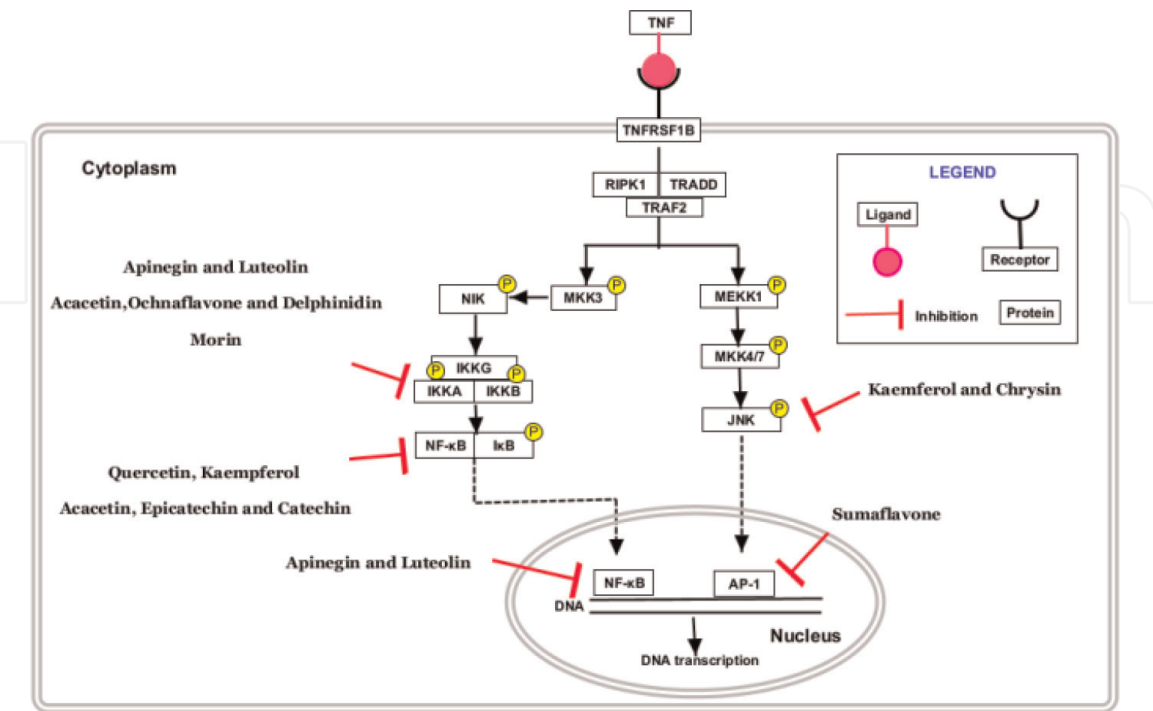 TNF
TNFRSF1B
Cytoplasm
RIPK1 TRADD
TRAF2
LEGEND
Ligand
Receptor
Inhibition
Protein
Apinegin and Luteolin
Acacetin,Ochnaflavone and Delphinidin
Morin
NIK P
MKK3 P
MEKK1 P
MKK4/7 P
P IKKG P
IKKA IKKB
Kaemferol and Chrysin
JNK P
NF-κB IκB P
Quercetin, Kaempferol
Acacetin, Epicatechin and Catechin
Sumaflavone
Apinegin and Luteolin
NF-κB
AP-1
DNA
Nucleus
DNA transcription